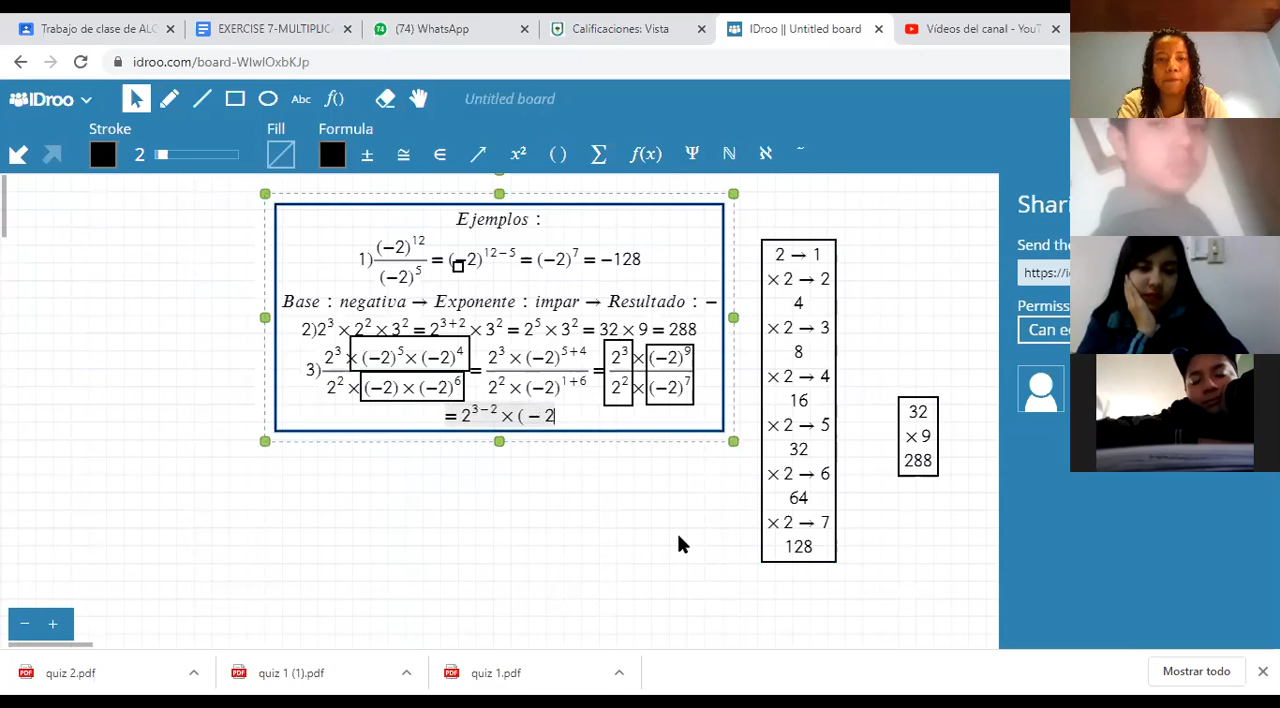 Trabajo de clase de ALC
EXERCISE 7-MULTIPLIC
(74) WhatsApp
Calificaciones: Vista
IDroo || Untitled board
Vídeos del canal - YouT
idroo.com/board-WIwIOxbKJp
IDroo
Abc
f()
Untitled board
Stroke
Fill
Formula
2
± ≅ ∈ x² ( ) ∑ f(x) Ψ ℕ ℵ
Ejemplos :
1) (−2)^12 / (−2)^5 = (−2)^12−5 = (−2)^7 = −128
Base : negativa → Exponente : impar → Resultado : −
2) 2^3 × 2^2 × 3^2 = 2^3+2 × 3^2 = 2^5 × 3^2 = 32 × 9 = 288
3) 2^3 × (−2)^5 × (−2)^4 / 2^2 × (−2) × (−2)^6 = 2^3 × (−2)^5+4 / 2^2 × (−2)^1+6 = 2^3 × (−2)^9 / 2^2 × (−2)^7
= 2^3−2 × ( − 2
2 → 1
× 2 → 2
4
× 2 → 3
8
× 2 → 4
16
× 2 → 5
32
× 2 → 6
64
× 2 → 7
128
32
× 9
288
Shari
Send the
https://i
Permiss
Can e
quiz 2.pdf
quiz 1 (1).pdf
quiz 1.pdf
Mostrar todo